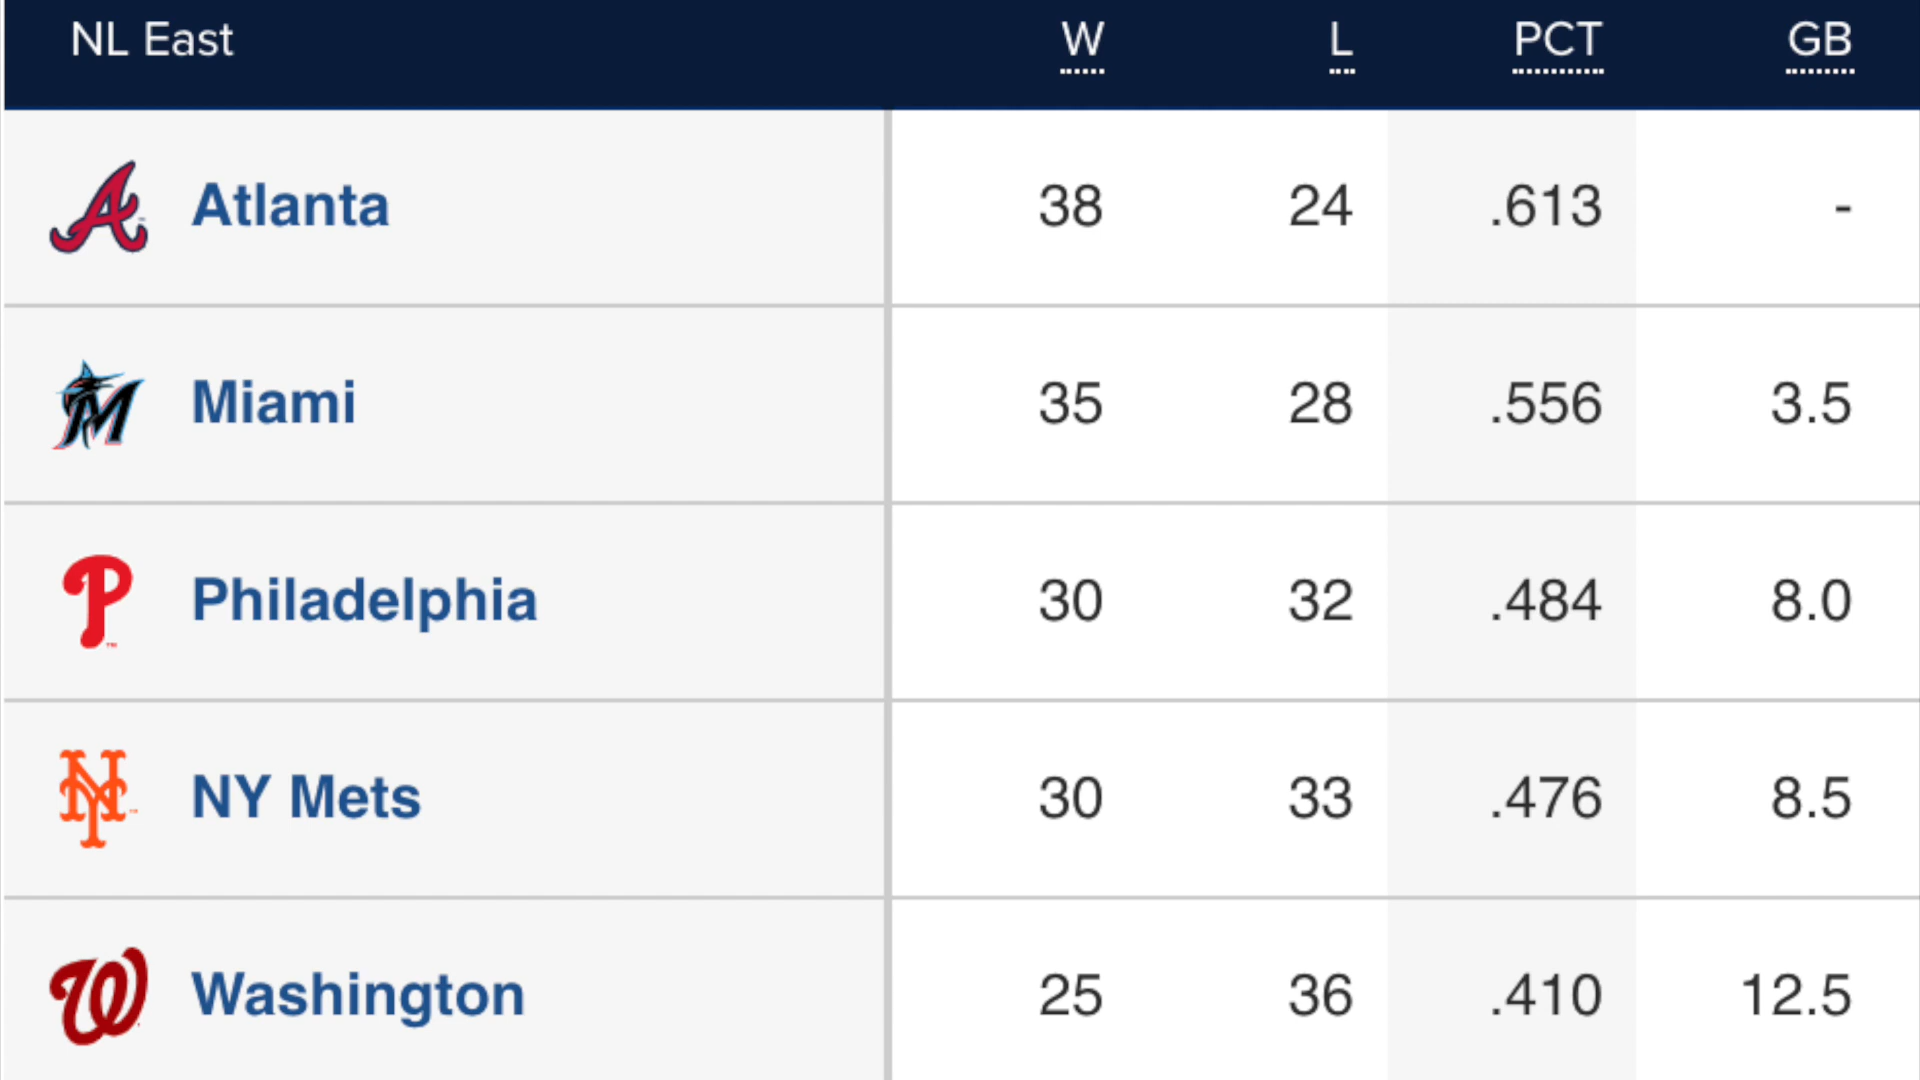 NL East W L PCT GB
Atlanta 38 24 .613 -
Miami 35 28 .556 3.5
Philadelphia 30 32 .484 8.0
NY Mets 30 33 .476 8.5
Washington 25 36 .410 12.5